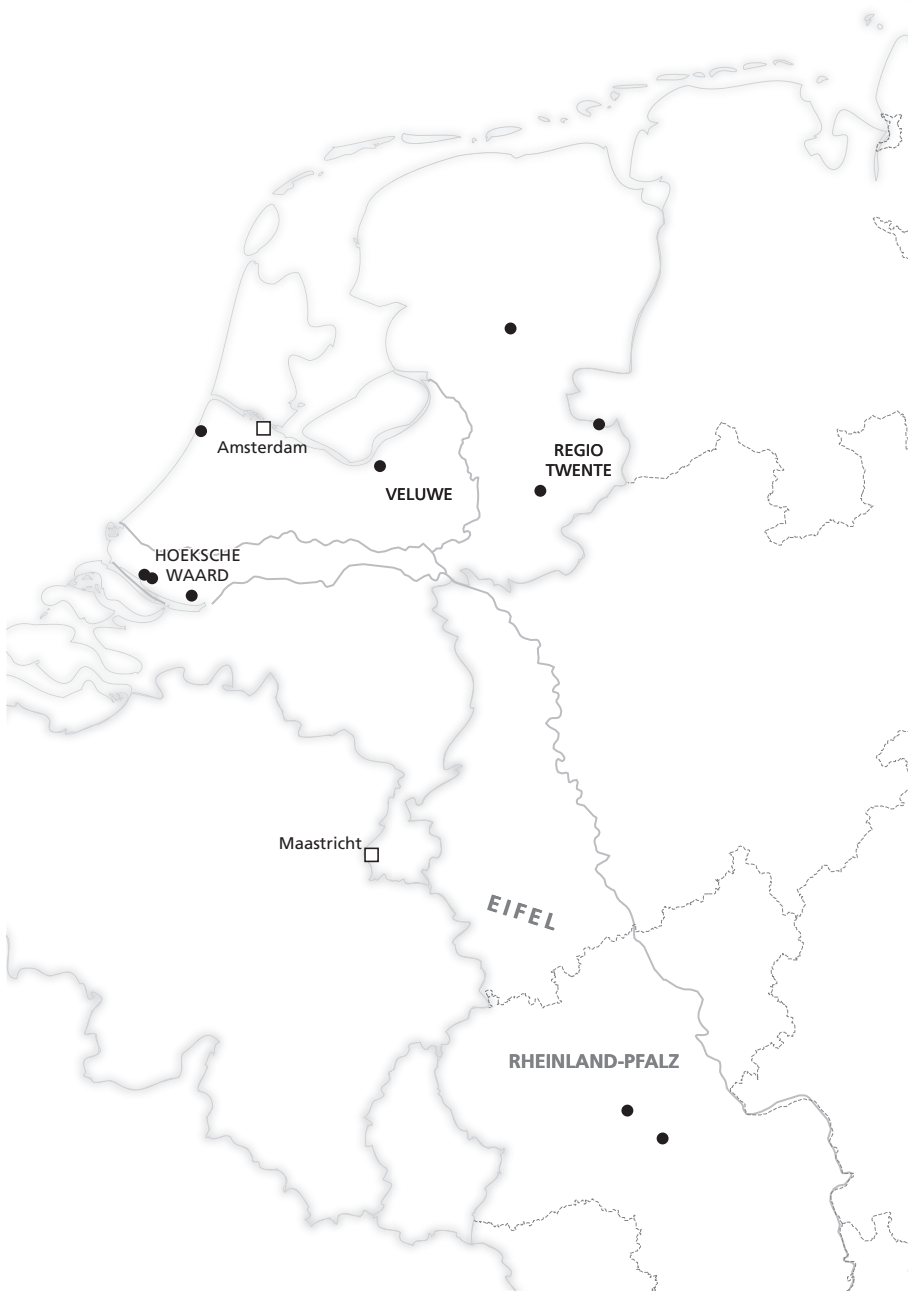 Amsterdam
REGIO
TWENTE
VELUWE
HOEKSCHE
WAARD
Maastricht
EIFEL
RHEINLAND-PFALZ